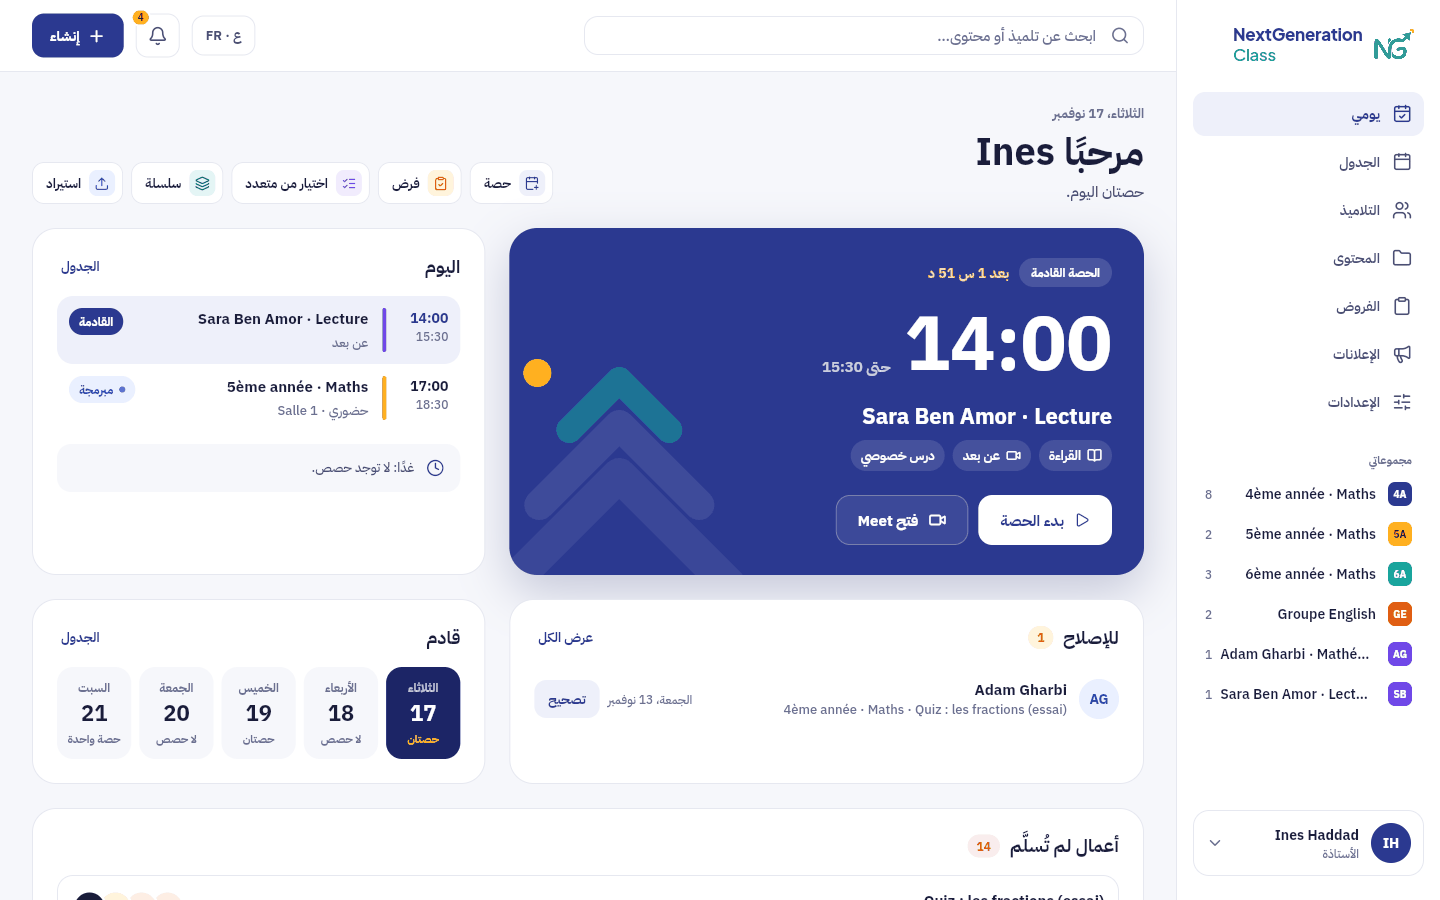 NextGeneration
Class
NG
يومي
الجدول
التلاميذ
المحتوى
الفروض
الإعلانات
الإعدادات
مجموعاتي
4A 4ème année · Maths 8
5A 5ème année · Maths 2
6A 6ème année · Maths 3
GE Groupe English 2
AG Adam Gharbi · Mathé... 1
SB Sara Ben Amor · Lect... 1
IH Ines Haddad
الأستاذة
ابحث عن تلميذ أو محتوى...
ع · FR
4
إنشاء
الثلاثاء، 17 نوفمبر
مرحبًا Ines
حصتان اليوم.
حصة
فرض
اختيار من متعدد
سلسلة
استيراد
الحصة القادمة بعد 1 س 51 د
14:00 حتى 15:30
Sara Ben Amor · Lecture
القراءة عن بعد درس خصوصي
بدء الحصة
فتح Meet
اليوم الجدول
14:00 Sara Ben Amor · Lecture القادمة
15:30 عن بعد
17:00 5ème année · Maths مبرمجة
18:30 حضوري · Salle 1
غدًا: لا توجد حصص.
للإصلاح 1 عرض الكل
AG Adam Gharbi
4ème année · Maths · Quiz : les fractions (essai)
الجمعة، 13 نوفمبر
تصحيح
قادم الجدول
الثلاثاء 17 حصتان
الأربعاء 18 لا حصص
الخميس 19 حصتان
الجمعة 20 لا حصص
السبت 21 حصة واحدة
أعمال لم تُسلَّم 14
Quiz : les fractions (essai)